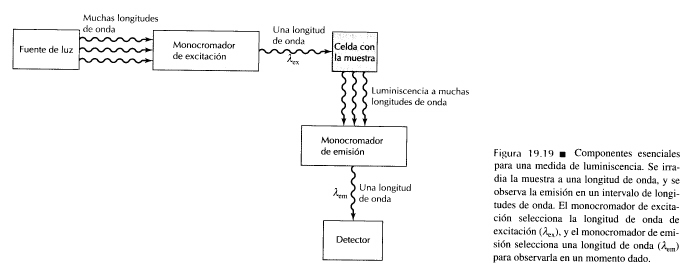 Muchas longitudes
de onda
Fuente de luz
Monocromador
de excitación
Una longitud
de onda
λex
Celda con
la muestra
Luminiscencia a muchas
longitudes de onda
Monocromador
de emisión
λem
Una longitud
de onda
Detector
Figura 19.19 ■ Componentes esenciales
para una medida de luminiscencia. Se irra-
dia la muestra a una longitud de onda, y se
observa la emisión en un intervalo de longi-
tudes de onda. El monocromador de excita-
ción selecciona la longitud de onda de
excitación (λex), y el monocromador de emi-
sión selecciona una longitud de onda (λem)
para observarla en un momento dado.